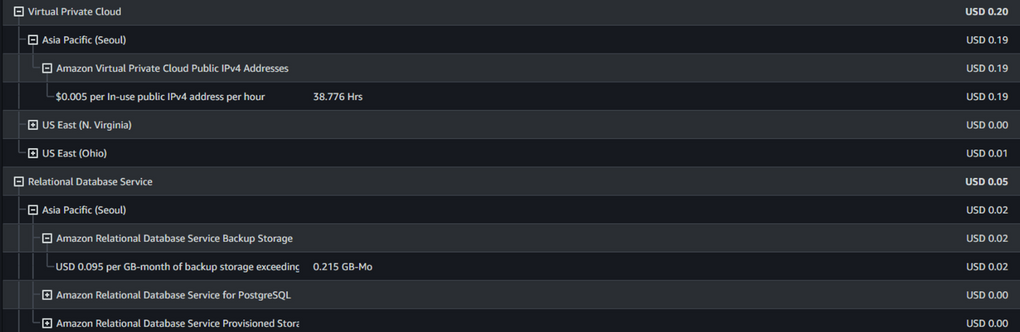 Virtual Private Cloud USD 0.20
Asia Pacific (Seoul) USD 0.19
Amazon Virtual Private Cloud Public IPv4 Addresses USD 0.19
$0.005 per In-use public IPv4 address per hour 38.776 Hrs USD 0.19
US East (N. Virginia) USD 0.00
US East (Ohio) USD 0.01
Relational Database Service USD 0.05
Asia Pacific (Seoul) USD 0.02
Amazon Relational Database Service Backup Storage USD 0.02
USD 0.095 per GB-month of backup storage exceeding 0.215 GB-Mo USD 0.02
Amazon Relational Database Service for PostgreSQL USD 0.00
Amazon Relational Database Service Provisioned Stora USD 0.00